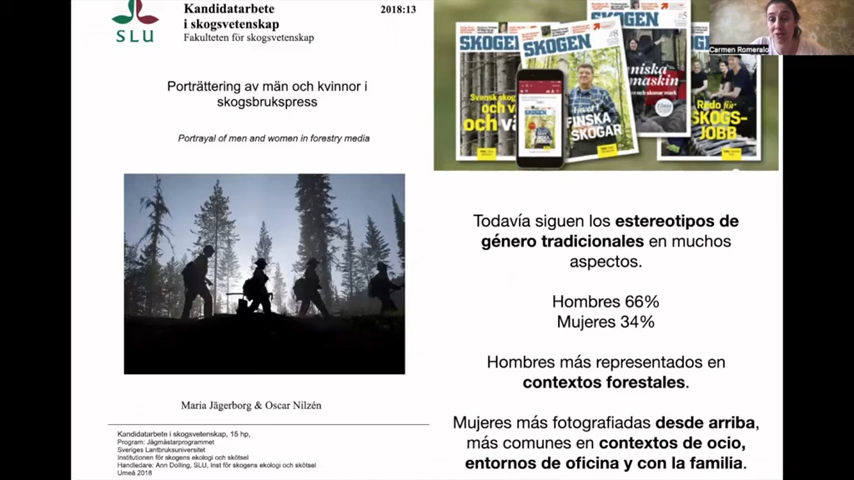 SLU
Kandidatarbete
i skogsvetenskap
Fakulteten för skogsvetenskap
2018:13
Porträttering av män och kvinnor i
skogsbrukspress
Portrayal of men and women in forestry media
Maria Jägerborg & Oscar Nilzén
Kandidatarbete i skogsvetenskap, 15 hp,
Program: Jägmästarprogrammet
Sveriges Lantbruksuniversitet
Institutionen för skogens ekologi och skötsel
Handledare: Ann Dolling, SLU, Inst för skogens ekologi och skötsel
Umeå 2018
SKOGEN
SKOGEN
SKOGEN
Svensk
och
FINSKA
SKOGAR
maskin
Redo för
SKOGS-
JOBB
Carmen Romeralo
Todavía siguen los estereotipos de
género tradicionales en muchos
aspectos.
Hombres 66%
Mujeres 34%
Hombres más representados en
contextos forestales.
Mujeres más fotografiadas desde arriba,
más comunes en contextos de ocio,
entornos de oficina y con la familia.